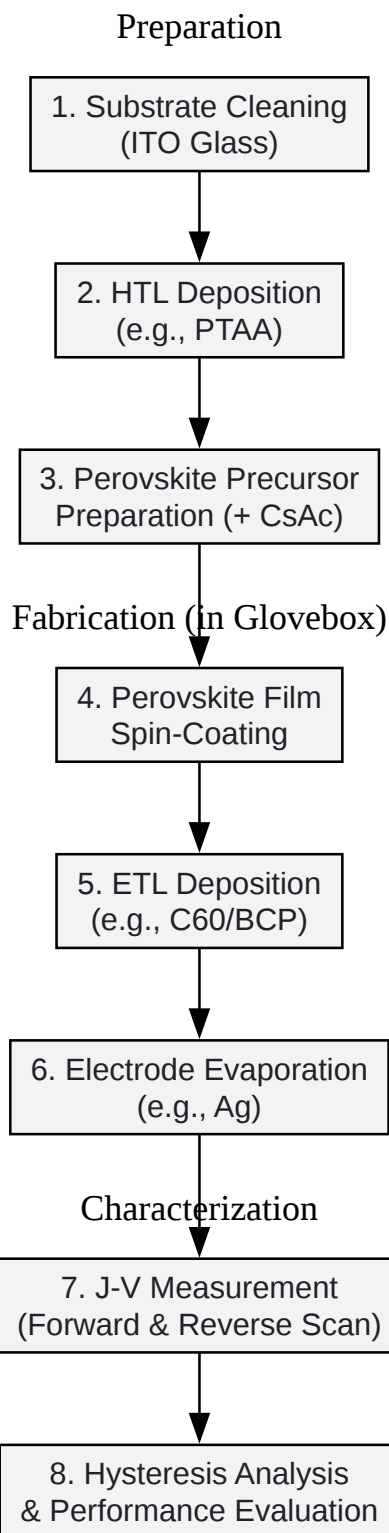 Preparation
1. Substrate Cleaning
(ITO Glass)
2. HTL Deposition
(e.g., PTAA)
3. Perovskite Precursor
Preparation (+ CsAc)
Fabrication (in Glovebox)
4. Perovskite Film
Spin-Coating
5. ETL Deposition
(e.g., C60/BCP)
6. Electrode Evaporation
(e.g., Ag)
Characterization
7. J-V Measurement
(Forward & Reverse Scan)
8. Hysteresis Analysis
& Performance Evaluation